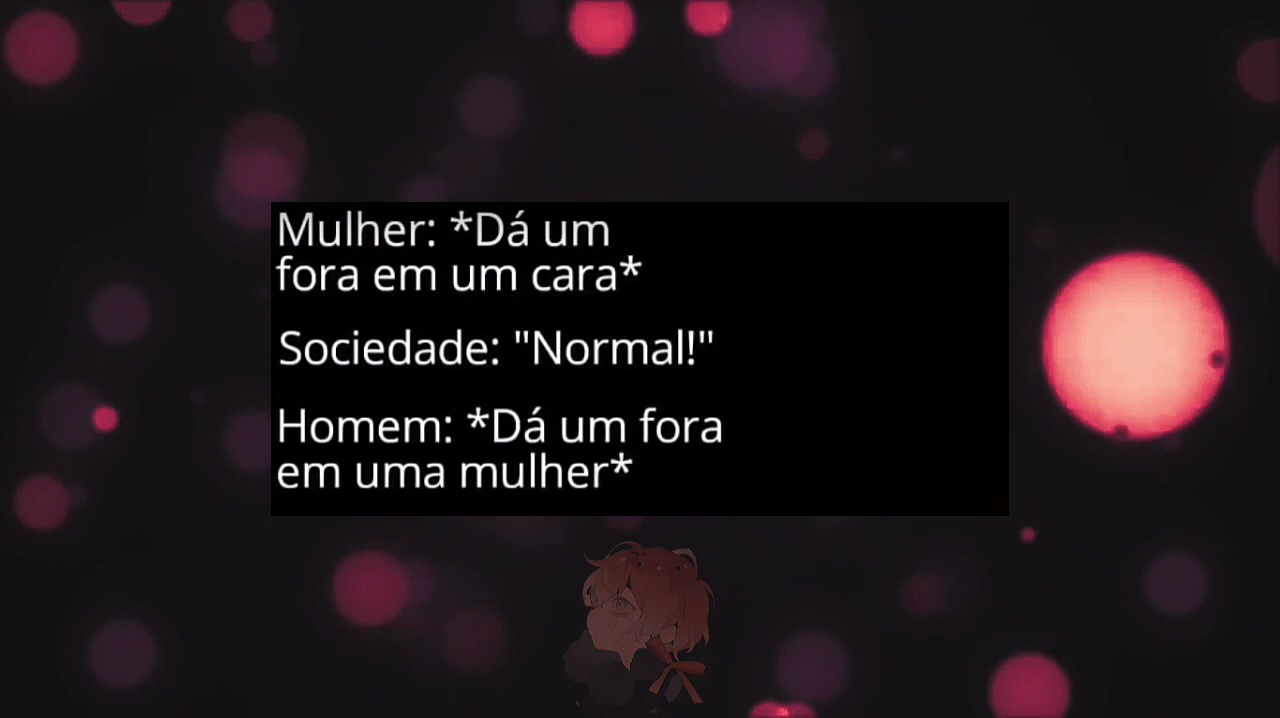 Mulher: *Dá um
fora em um cara*
Sociedade: "Normal!"
Homem: *Dá um fora
em uma mulher*